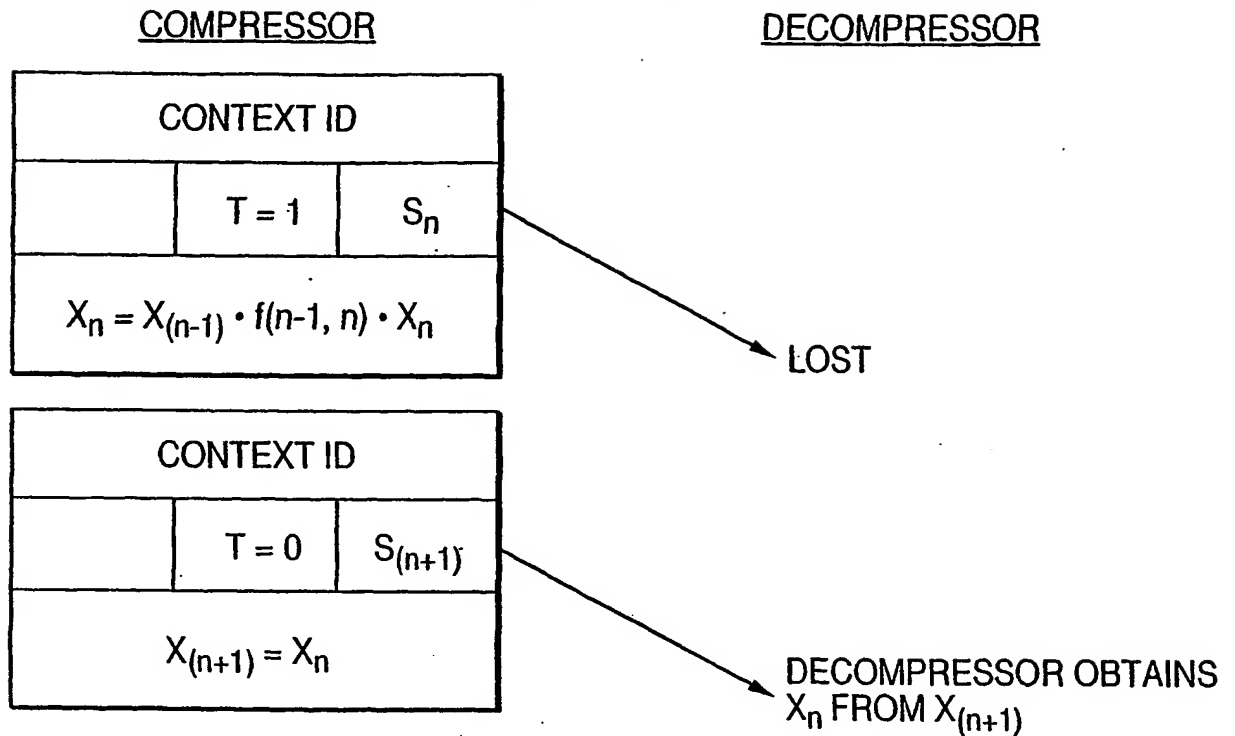 COMPRESSOR
DECOMPRESSOR
CONTEXT ID
T = 1
Sₙ
Xₙ = X₍ₙ₋₁₎ • f(n-1, n) • Xₙ
LOST
CONTEXT ID
T = 0
S₍ₙ₊₁₎
X₍ₙ₊₁₎ = Xₙ
DECOMPRESSOR OBTAINS
Xₙ FROM X₍ₙ₊₁₎